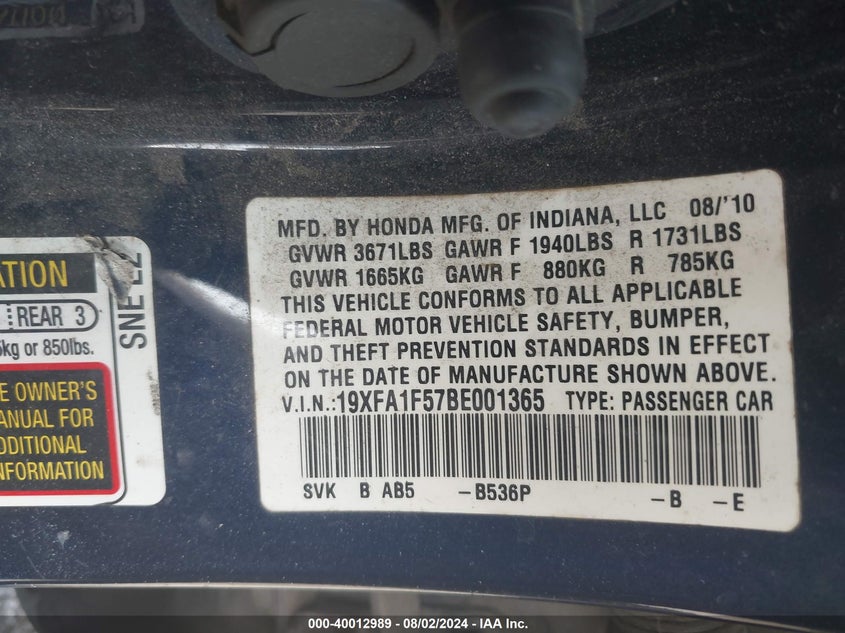 MFD. BY HONDA MFG. OF INDIANA, LLC 08/'10
GVWR 3671LBS GAWR F 1940LBS R 1731LBS
GVWR 1665KG GAWR F 880KG R 785KG
THIS VEHICLE CONFORMS TO ALL APPLICABLE
FEDERAL MOTOR VEHICLE SAFETY, BUMPER,
AND THEFT PREVENTION STANDARDS IN EFFECT
ON THE DATE OF MANUFACTURE SHOWN ABOVE.
V.I.N.:19XFA1F57BE001365 TYPE: PASSENGER CAR
SVK B AB5 –B536P –B –E
ATION
REAR 3
kg or 850lbs.
E OWNER'S
ANUAL FOR
DDITIONAL
NFORMATION
000-40012989 - 08/02/2024 - IAA Inc.